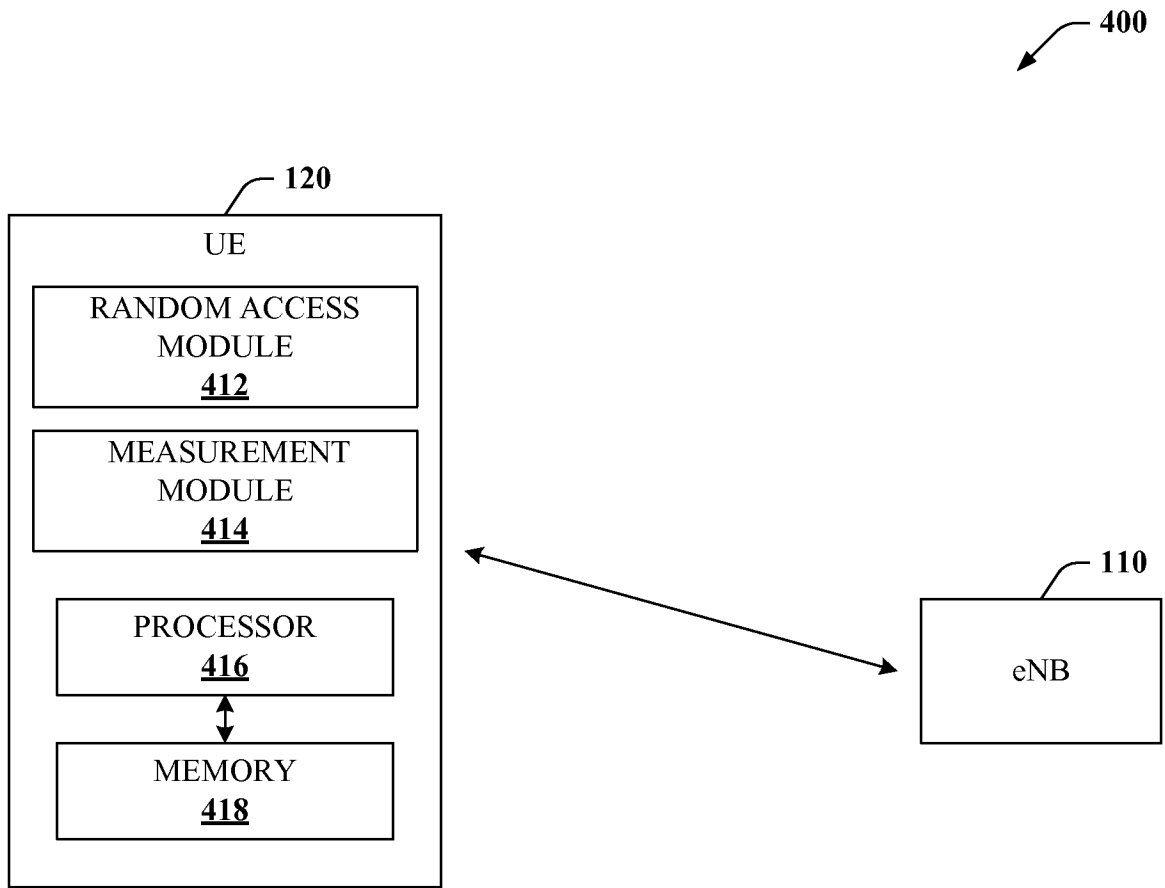 400
120
UE
RANDOM ACCESS
MODULE
412
MEASUREMENT
MODULE
414
110
PROCESSOR
416
eNB
MEMORY
418